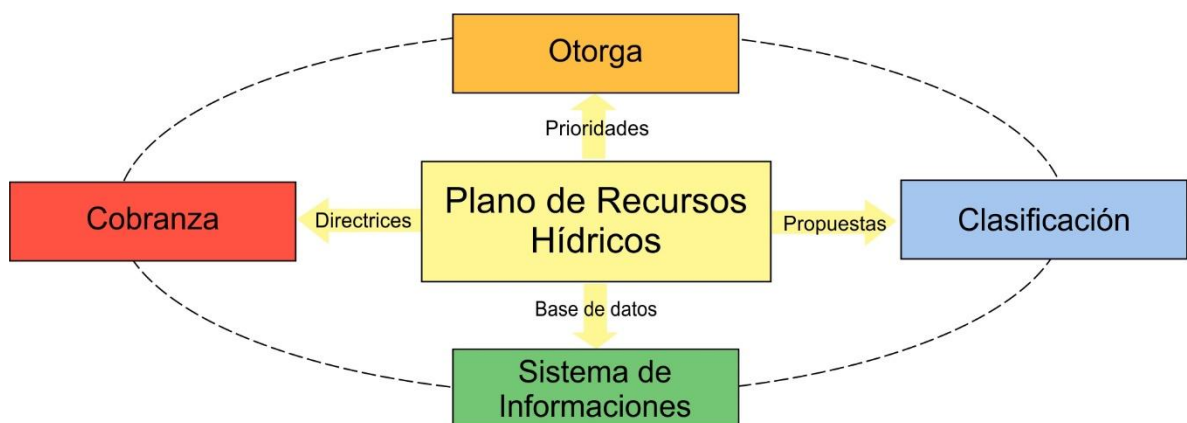 Otorga
Prioridades
Cobranza
Directrices
Plano de Recursos
Hídricos
Propuestas
Clasificación
Base de datos
Sistema de
Informaciones